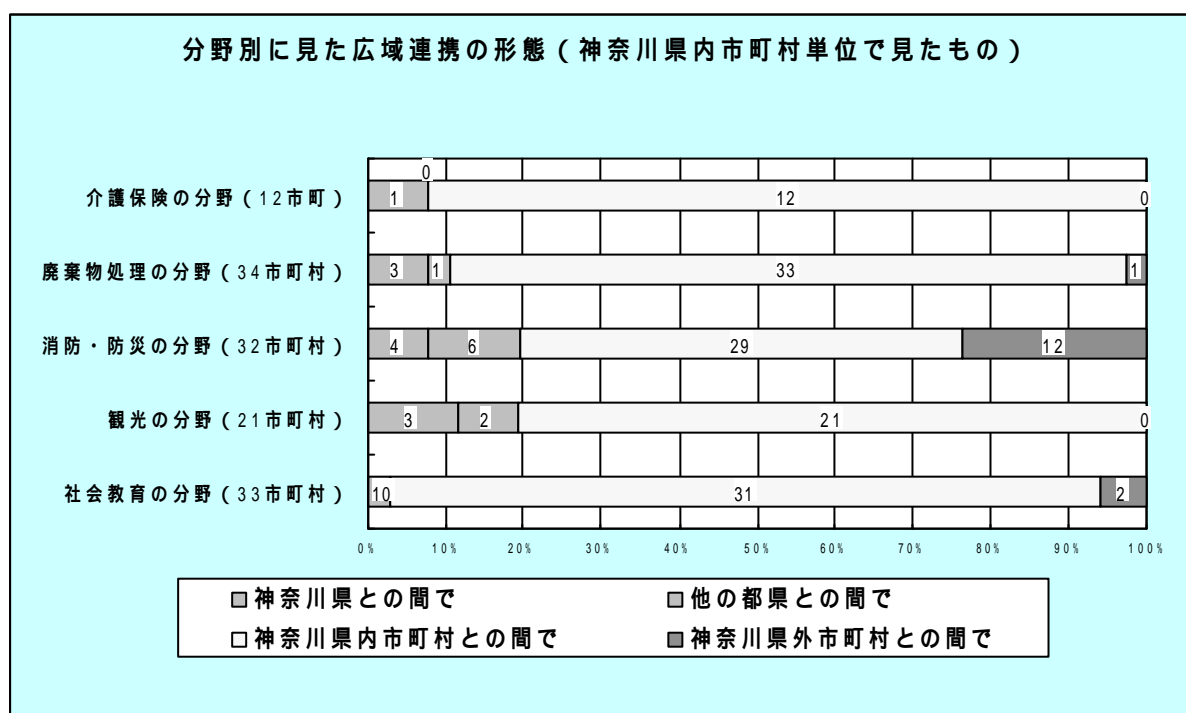 分野別に見た広域連携の形態(神奈川県内市町村単位で見たもの)
0
介護保険の分野(12市町) 1 12 0
廃棄物処理の分野(34市町村) 3 1 33 1
消防・防災の分野(32市町村) 4 6 29 12
観光の分野(21市町村) 3 2 21 0
社会教育の分野(33市町村) 10 31 2
0% 10% 20% 30% 40% 50% 60% 70% 80% 90% 100%
神奈川県との間で 他の都県との間で
神奈川県内市町村との間で 神奈川県外市町村との間で